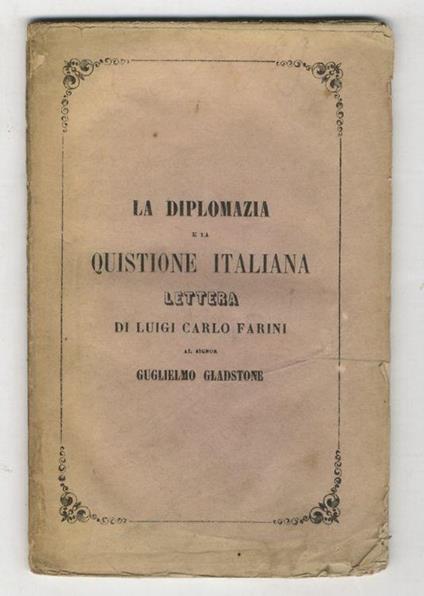 LA DIPLOMAZIA
E LA
QUISTIONE ITALIANA
LETTERA
DI LUIGI CARLO FARINI
AL SIGNOR
GUGLIELMO GLADSTONE